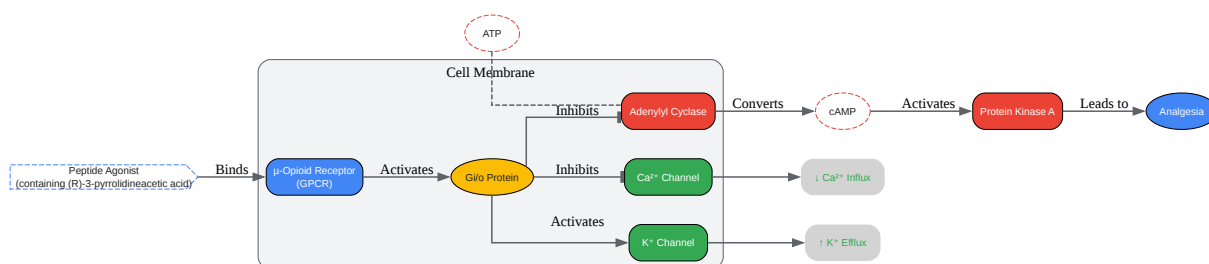 ATP
Cell Membrane
Inhibits
Adenylyl Cyclase
Converts
cAMP
Activates
Protein Kinase A
Leads to
Analgesia
Peptide Agonist
(containing (R)-3-pyrrolidineacetic acid)
Binds
μ-Opioid Receptor
(GPCR)
Activates
Gi/o Protein
Inhibits
Ca²⁺ Channel
↓ Ca²⁺ Influx
Activates
K⁺ Channel
↑ K⁺ Efflux